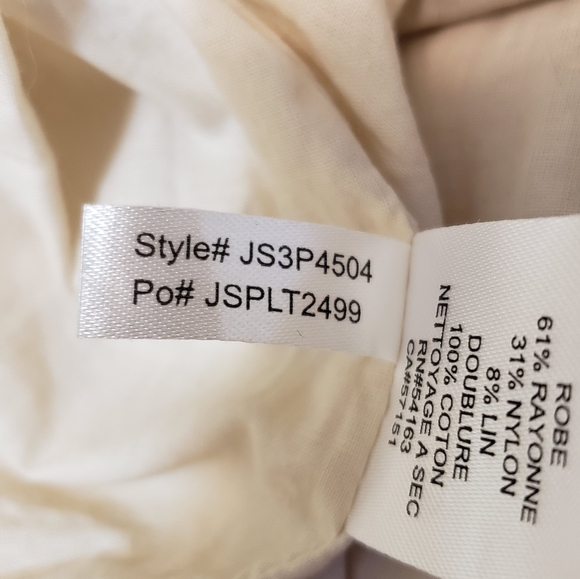 Style# JS3P4504
Po# JSPLT2499
ROBE
61% RAYONNE
31% NYLON
8% LIN
DOUBLURE
100% COTON
NETTOYAGE A SEC
RN#54163
CA#57151